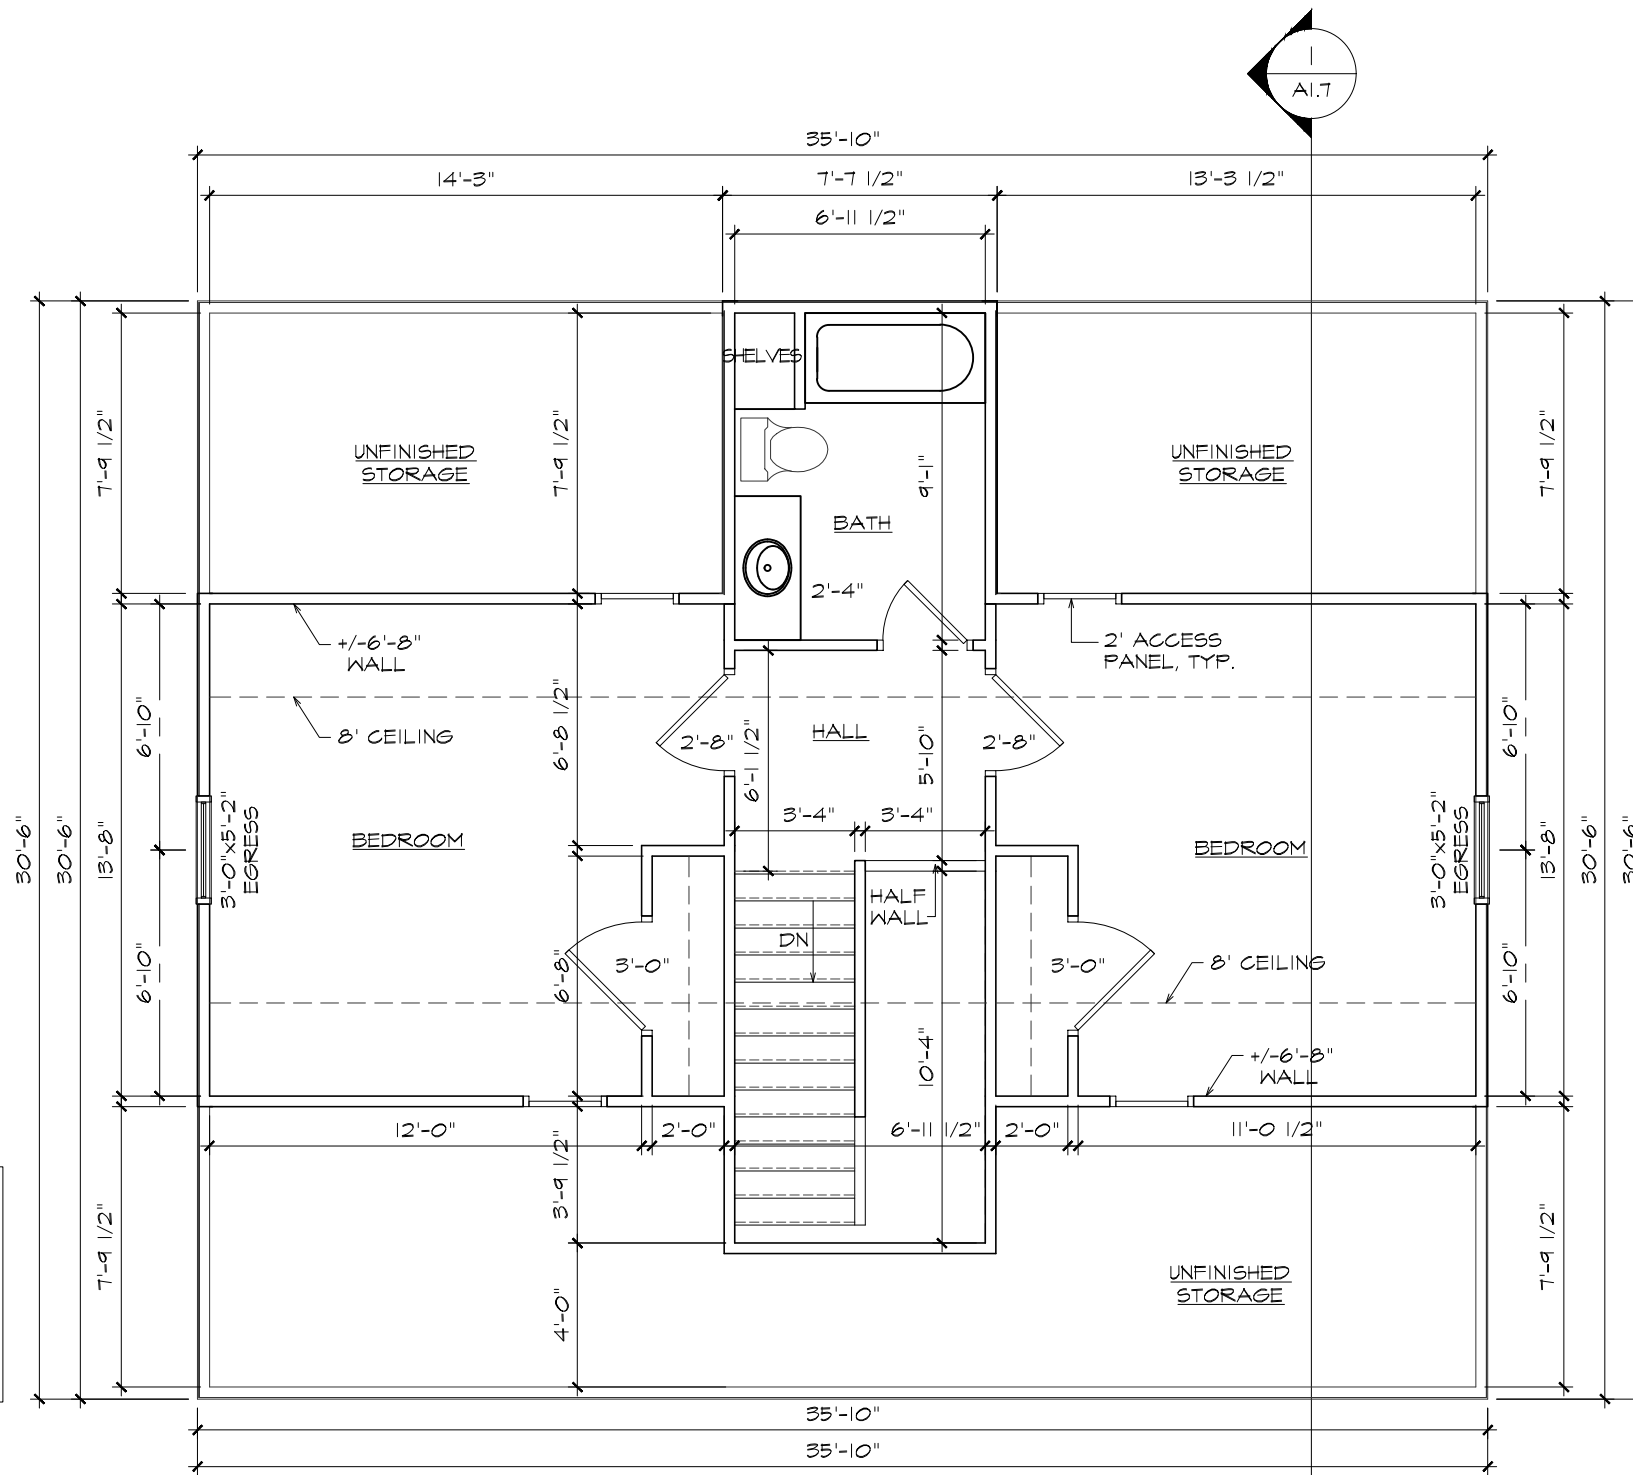 A1.7
35'-10"
14'-3"
7'-7 1/2"
13'-3 1/2"
6'-11 1/2"
SHELVES
7'-9 1/2"
7'-9 1/2"
9'-1"
7'-9 1/2"
UNFINISHED
STORAGE
UNFINISHED
STORAGE
BATH
2'-4"
+/-6'-8"
WALL
2' ACCESS
PANEL, TYP.
6'-10"
8' CEILING
6'-8 1/2"
2'-8"
6'-1 1/2"
HALL
5'-10"
2'-8"
6'-10"
3'-4"
3'-4"
30'-6"
30'-6"
13'-8"
3'-0"x5'-2"
EGRESS
BEDROOM
BEDROOM
3'-0"x5'-2"
EGRESS
13'-8"
30'-6"
30'-6"
HALF
WALL
DN
6'-10"
6'-8"
3'-0"
3'-0"
8' CEILING
6'-10"
10'-4"
+/-6'-8"
WALL
12'-0"
2'-0"
6'-11 1/2"
2'-0"
11'-0 1/2"
7'-9 1/2"
3'-9 1/2"
7'-9 1/2"
UNFINISHED
STORAGE
4'-0"
35'-10"
35'-10"